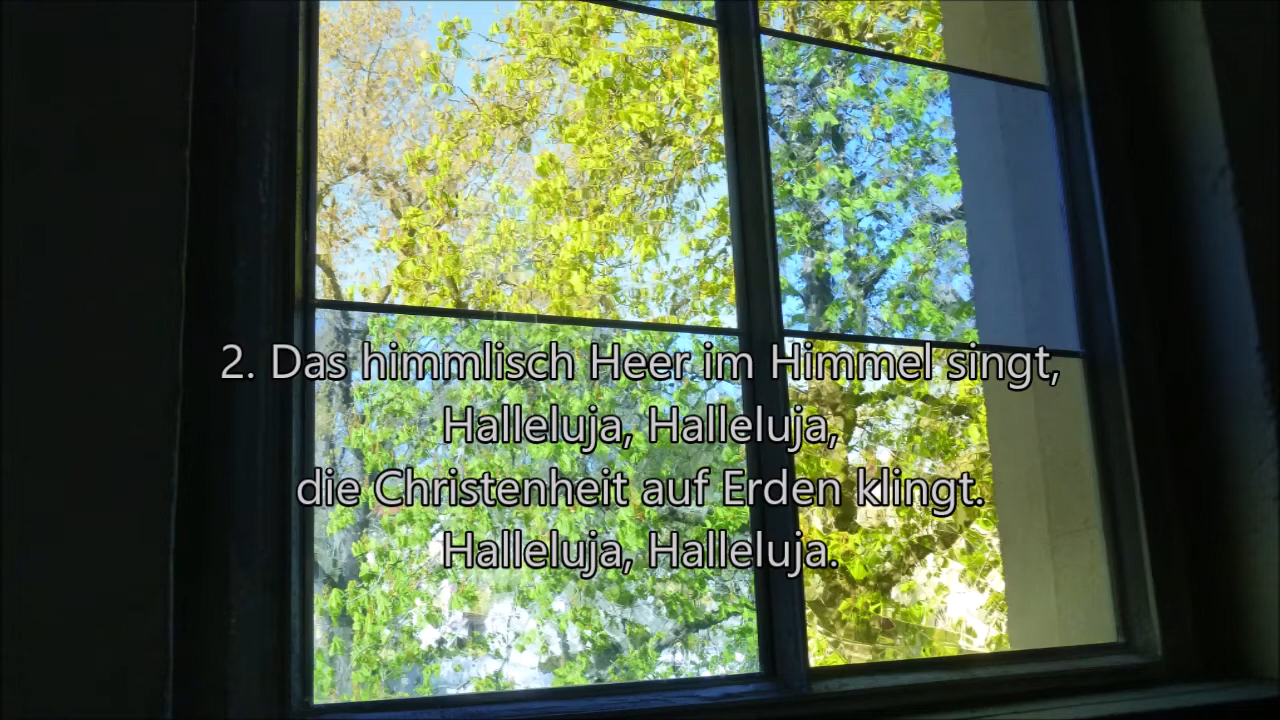 2. Das himmlisch Heer im Himmel singt,
Halleluja, Halleluja,
die Christenheit auf Erden klingt.
Halleluja, Halleluja.